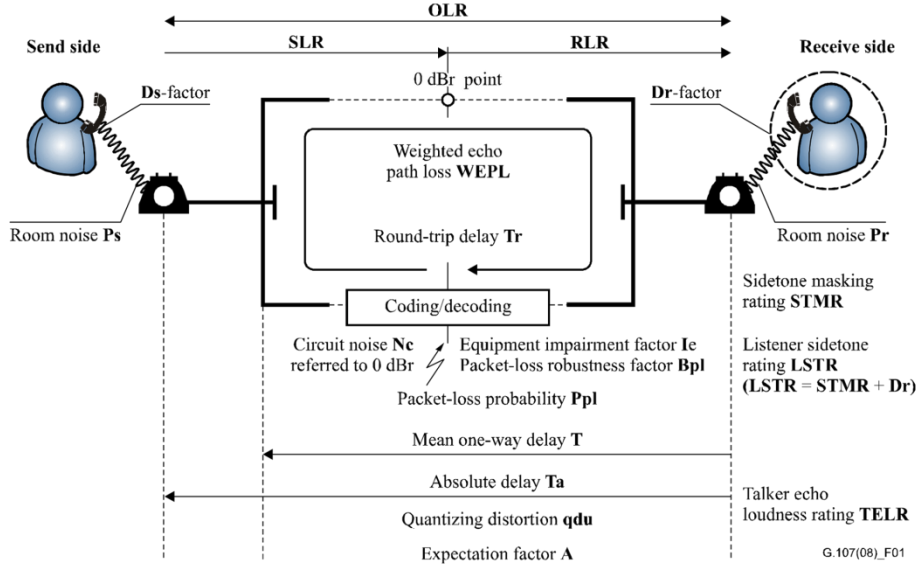 OLR
Send side
SLR
RLR
Receive side
0 dBr point
Ds-factor
Dr-factor
Weighted echo
path loss WEPL
Room noise Ps
Round-trip delay Tr
Room noise Pr
Coding/decoding
Sidetone masking
rating STMR
Circuit noise Nc
referred to 0 dBr
Equipment impairment factor Ie
Packet-loss robustness factor Bpl
Listener sidetone
rating LSTR
(LSTR = STMR + Dr)
Packet-loss probability Ppl
Mean one-way delay T
Absolute delay Ta
Talker echo
loudness rating TELR
Quantizing distortion qdu
Expectation factor A
G.107(08)_F01